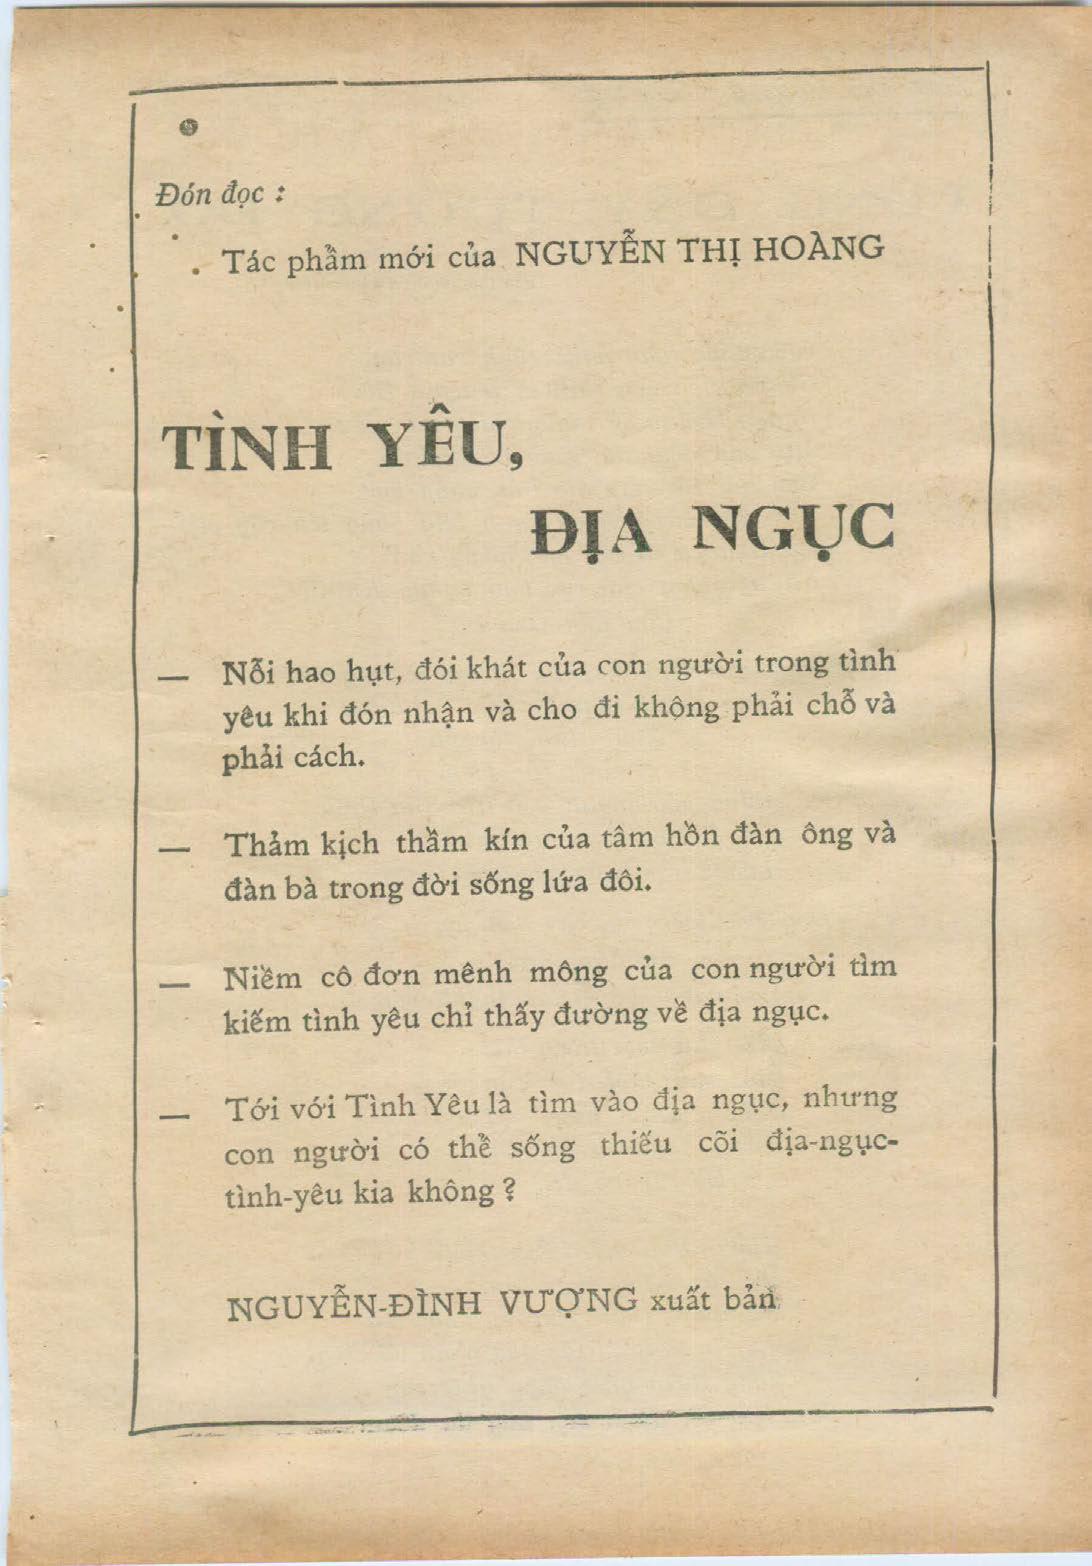 Đón đọc :
Tác phẩm mới của NGUYỄN THỊ HOÀNG
TÌNH YÊU,
ĐỊA NGỤC
— Nỗi hao hụt, đói khát của con người trong tình
yêu khi đón nhận và cho đi không phải chỗ và
phải cách.
— Thảm kịch thầm kín của tâm hồn đàn ông và
đàn bà trong đời sống lứa đôi.
— Niềm cô đơn mênh mông của con người tìm
kiếm tình yêu chỉ thấy đường về địa ngục.
— Tới với Tình Yêu là tìm vào địa ngục, nhưng
con người có thể sống thiếu cõi địa-ngục-
tình-yêu kia không ?
NGUYỄN-ĐÌNH VƯỢNG xuất bản